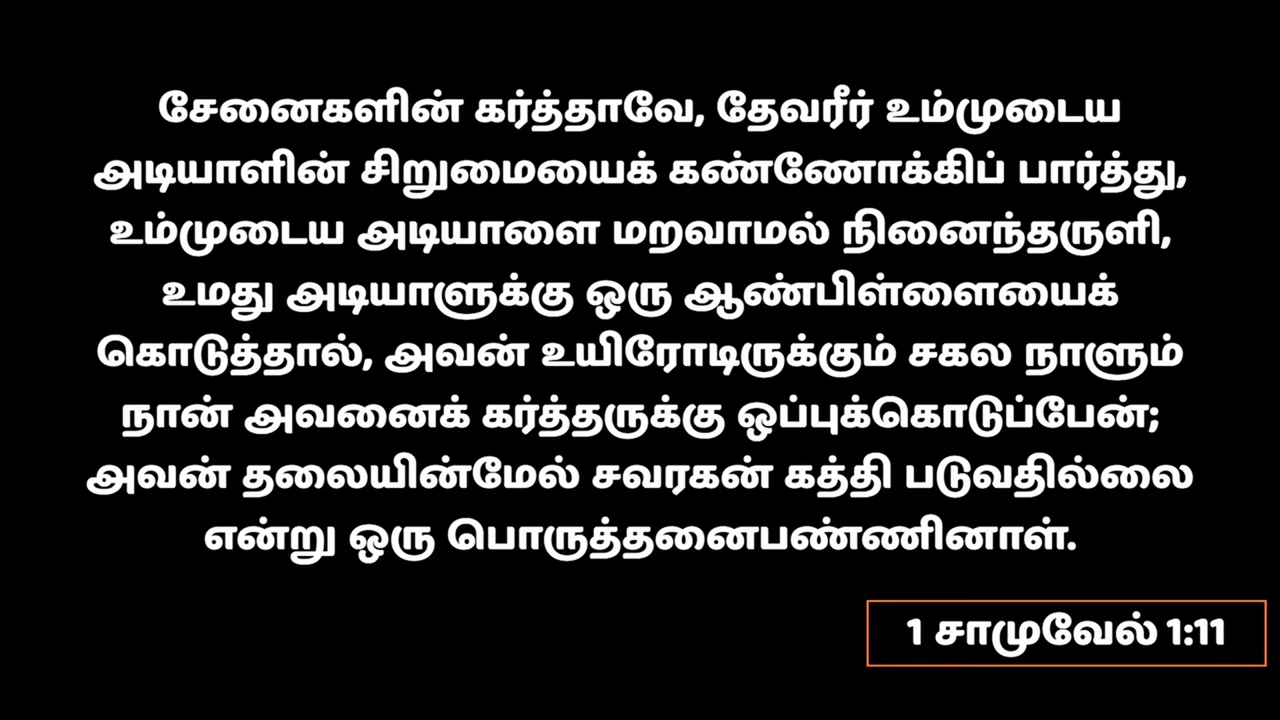 சேனைகளின் கர்த்தாவே, தேவரீர் உம்முடைய
அடியாளின் சிறுமையைக் கண்ணோக்கிப் பார்த்து,
உம்முடைய அடியாளை மறவாமல் நினைந்தருளி,
உமது அடியாளுக்கு ஒரு ஆண்பிள்ளையைக்
கொடுத்தால், அவன் உயிரோடிருக்கும் சகல நாளும்
நான் அவனைக் கர்த்தருக்கு ஒப்புக்கொடுப்பேன்;
அவன் தலையின்மேல் சவரகன் கத்தி படுவதில்லை
என்று ஒரு பொருத்தனைபண்ணினாள்.
1 சாமுவேல் 1:11